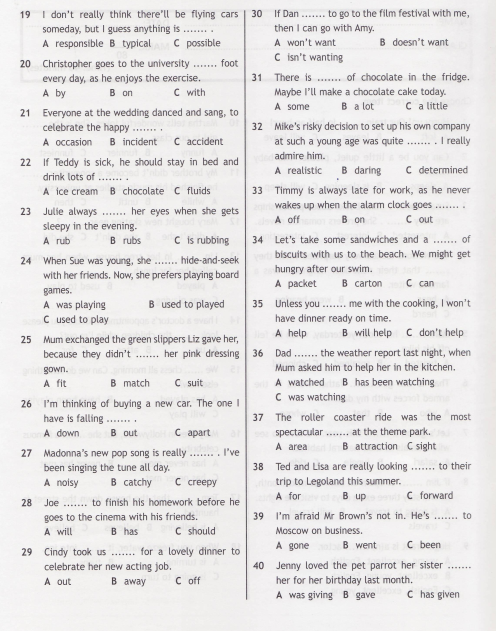 19 I don't really think there'll be flying cars
someday, but I guess anything is ....... .
A responsible B typical C possible
20 Christopher goes to the university ....... foot
every day, as he enjoys the exercise.
A by B on C with
21 Everyone at the wedding danced and sang, to
celebrate the happy ....... .
A occasion B incident C accident
22 If Teddy is sick, he should stay in bed and
drink lots of ....... .
A ice cream B chocolate C fluids
23 Julie always ....... her eyes when she gets
sleepy in the evening.
A rub B rubs C is rubbing
24 When Sue was young, she ....... hide-and-seek
with her friends. Now, she prefers playing board
games.
A was playing B used to played
C used to play
25 Mum exchanged the green slippers Liz gave her,
because they didn't ....... her pink dressing
gown.
A fit B match C suit
26 I'm thinking of buying a new car. The one I
have is falling ....... .
A down B out C apart
27 Madonna's new pop song is really ....... . I've
been singing the tune all day.
A noisy B catchy C creepy
28 Joe ....... to finish his homework before he
goes to the cinema with his friends.
A will B has C should
29 Cindy took us ....... for a lovely dinner to
celebrate her new acting job.
A out B away C off
30 If Dan ....... to go to the film festival with me,
then I can go with Amy.
A won't want B doesn't want
C isn't wanting
31 There is ....... of chocolate in the fridge.
Maybe I'll make a chocolate cake today.
A some B a lot C a little
32 Mike's risky decision to set up his own company
at such a young age was quite ....... . I really
admire him.
A realistic B daring C determined
33 Timmy is always late for work, as he never
wakes up when the alarm clock goes ....... .
A off B on C out
34 Let's take some sandwiches and a ....... of
biscuits with us to the beach. We might get
hungry after our swim.
A packet B carton C can
35 Unless you ....... me with the cooking, I won't
have dinner ready on time.
A help B will help C don't help
36 Dad ....... the weather report last night, when
Mum asked him to help her in the kitchen.
A watched B has been watching
C was watching
37 The roller coaster ride was the most
spectacular ....... at the theme park.
A area B attraction C sight
38 Ted and Lisa are really looking ....... to their
trip to Legoland this summer.
A for B up C forward
39 I'm afraid Mr Brown's not in. He's ....... to
Moscow on business.
A gone B went C been
40 Jenny loved the pet parrot her sister .......
her for her birthday last month.
A was giving B gave C has given